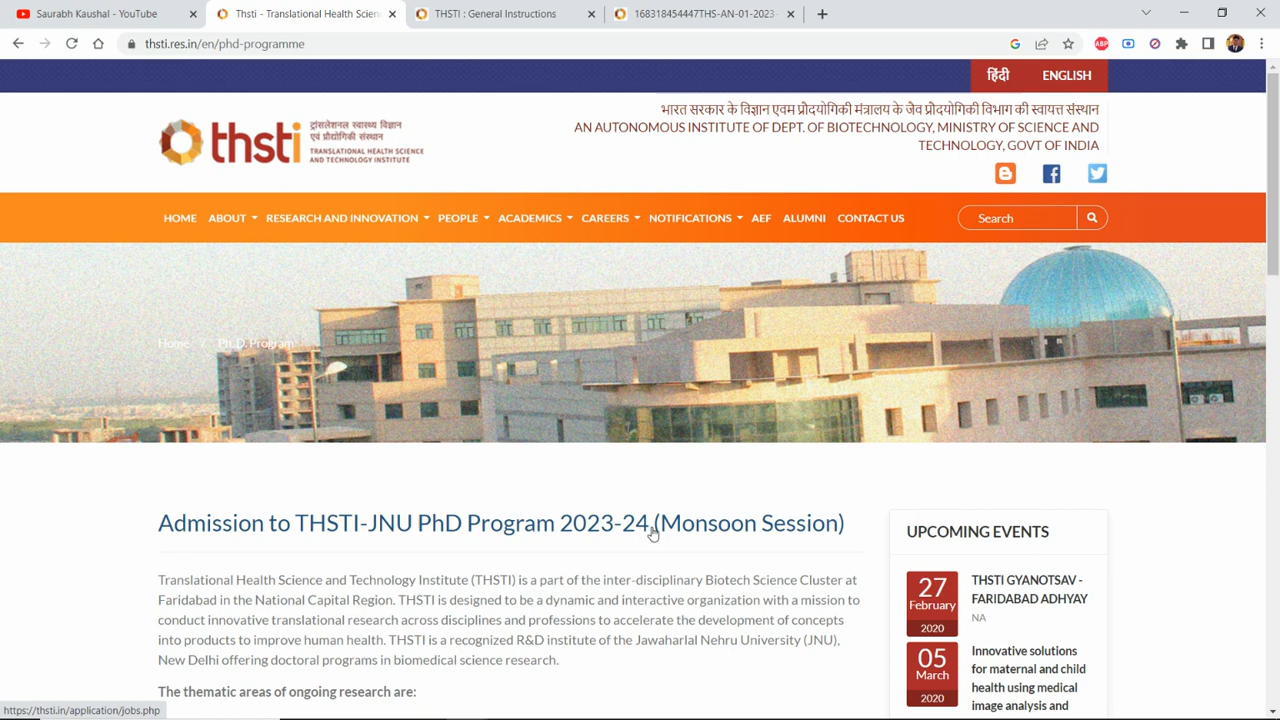 Saurabh Kaushal - YouTube
Thsti - Translational Health Scien
THSTI : General Instructions
168318454447THS-AN-01-2023-
thsti.res.in/en/phd-programme
हिंदी
ENGLISH
भारत सरकार के विज्ञान एवम प्रौदयोगिकी मंत्रालय के जैव प्रौदयोगिकी विभाग की स्वायत्त संस्थान
AN AUTONOMOUS INSTITUTE OF DEPT. OF BIOTECHNOLOGY, MINISTRY OF SCIENCE AND
TECHNOLOGY, GOVT OF INDIA
thsti
ट्रांसलेशनल स्वास्थ्य विज्ञान
एवं प्रौद्योगिकी संस्थान
TRANSLATIONAL HEALTH SCIENCE
AND TECHNOLOGY INSTITUTE
HOME ABOUT RESEARCH AND INNOVATION PEOPLE ACADEMICS CAREERS NOTIFICATIONS AEF ALUMNI CONTACT US
Search
Home / Ph.D. Program
Admission to THSTI-JNU PhD Program 2023-24 (Monsoon Session)
Translational Health Science and Technology Institute (THSTI) is a part of the inter-disciplinary Biotech Science Cluster at
Faridabad in the National Capital Region. THSTI is designed to be a dynamic and interactive organization with a mission to
conduct innovative translational research across disciplines and professions to accelerate the development of concepts
into products to improve human health. THSTI is a recognized R&D institute of the Jawaharlal Nehru University (JNU),
New Delhi offering doctoral programs in biomedical science research.
The thematic areas of ongoing research are:
UPCOMING EVENTS
27
February
2020
THSTI GYANOTSAV -
FARIDABAD ADHYAY
NA
05
March
2020
Innovative solutions
for maternal and child
health using medical
image analysis and
https://thsti.in/application/jobs.php
ABP